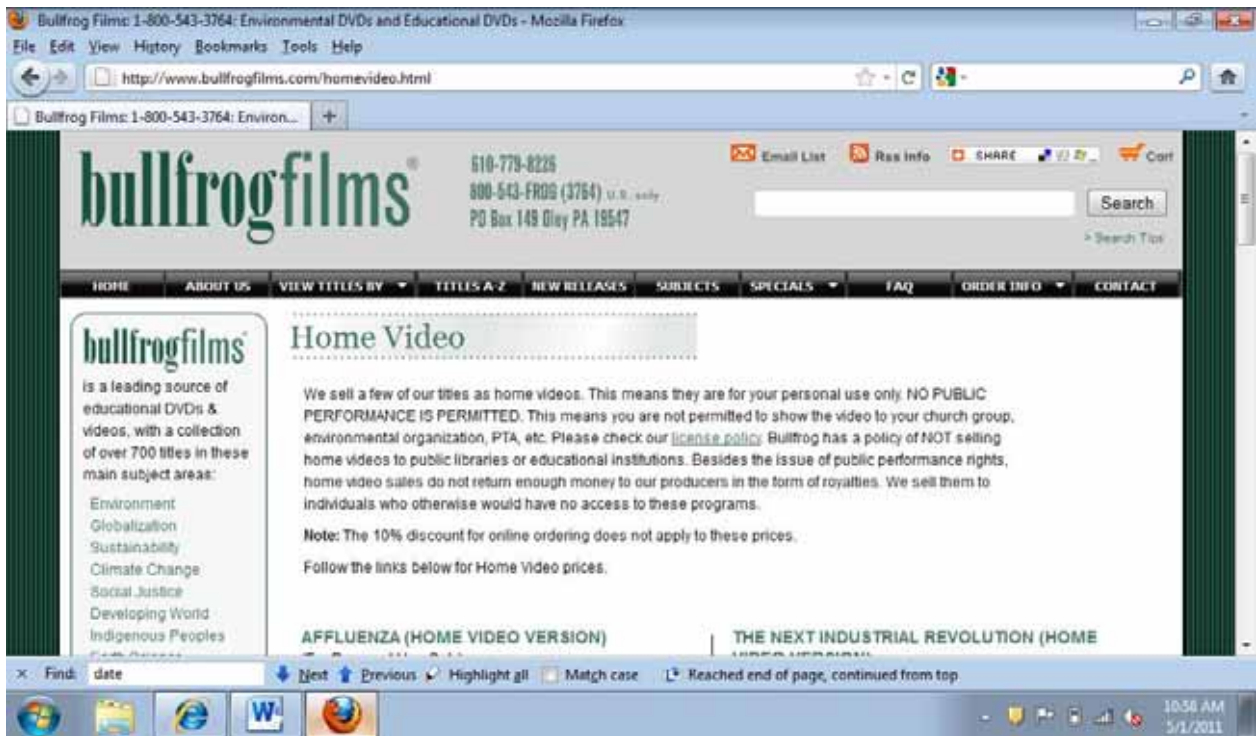 Bullfrog Films: 1-800-543-3764: Environmental DVDs and Educational DVDs - Mozilla Firefox
File Edit View History Bookmarks Tools Help
http://www.bullfrogfilms.com/homevideo.html
Bullfrog Films: 1-800-543-3764: Environ... +
bullfrogfilms®
610-779-8226
800-543-FROG (3764) U.S. only
PO Box 149 Oley PA 19547
Email List Rss Info SHARE Cart
Search
> Search Tips
HOME ABOUT US VIEW TITLES BY TITLES A-Z NEW RELEASES SUBJECTS SPECIALS FAQ ORDER INFO CONTACT
bullfrogfilms
is a leading source of
educational DVDs &
videos, with a collection
of over 700 titles in these
main subject areas:
Environment
Globalization
Sustainability
Climate Change
Social Justice
Developing World
Indigenous Peoples
Home Video
We sell a few of our titles as home videos. This means they are for your personal use only. NO PUBLIC
PERFORMANCE IS PERMITTED. This means you are not permitted to show the video to your church group,
environmental organization, PTA, etc. Please check our license policy. Bullfrog has a policy of NOT selling
home videos to public libraries or educational institutions. Besides the issue of public performance rights,
home video sales do not return enough money to our producers in the form of royalties. We sell them to
individuals who otherwise would have no access to these programs.
Note: The 10% discount for online ordering does not apply to these prices.
Follow the links below for Home Video prices.
AFFLUENZA (HOME VIDEO VERSION)
THE NEXT INDUSTRIAL REVOLUTION (HOME
VIDEO VERSION)
× Find: date Next Previous Highlight all Match case Reached end of page, continued from top
10:56 AM
5/1/2011